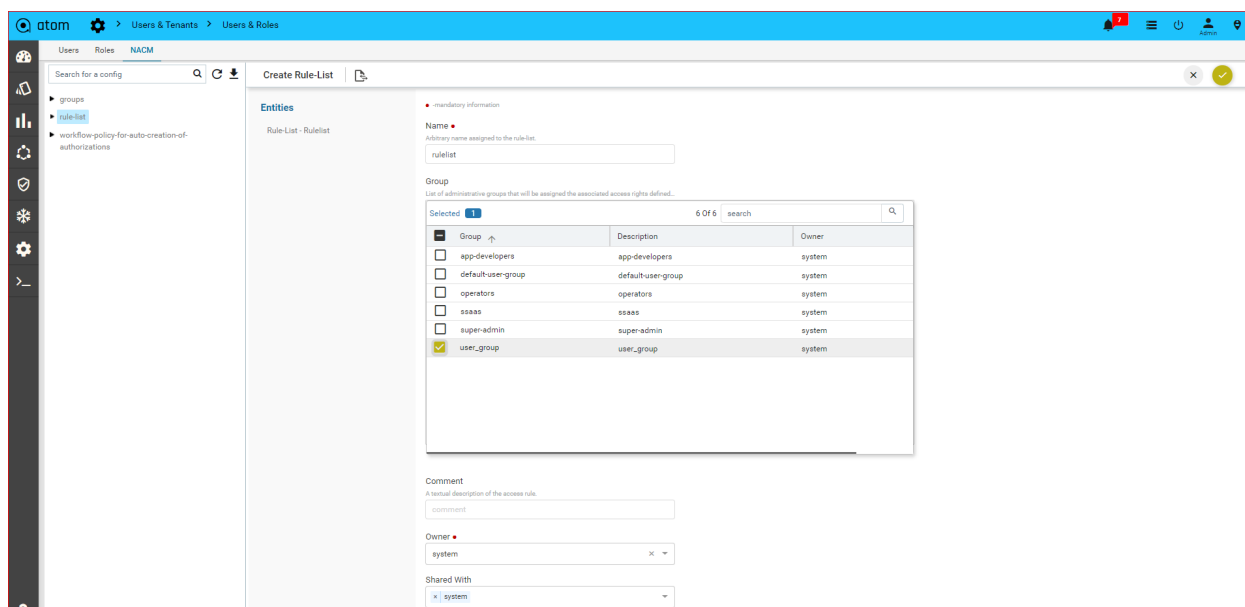 atom > Users & Tenants > Users & Roles 7 Admin
Users Roles NACM
Search for a config
groups
rule-list
workflow-policy-for-auto-creation-of-
authorizations
Create Rule-List
Entities
Rule-List - Rulelist
-mandatory information
Name
Arbitrary name assigned to the rule-list.
rulelist
Group
List of administrative groups that will be assigned the associated access rights defined...
Selected 1 6 Of 6 search
Group Description Owner
app-developers app-developers system
default-user-group default-user-group system
operators operators system
ssaas ssaas system
super-admin super-admin system
user_group user_group system
Comment
A textual description of the access rule.
comment
Owner
system
Shared With
× system